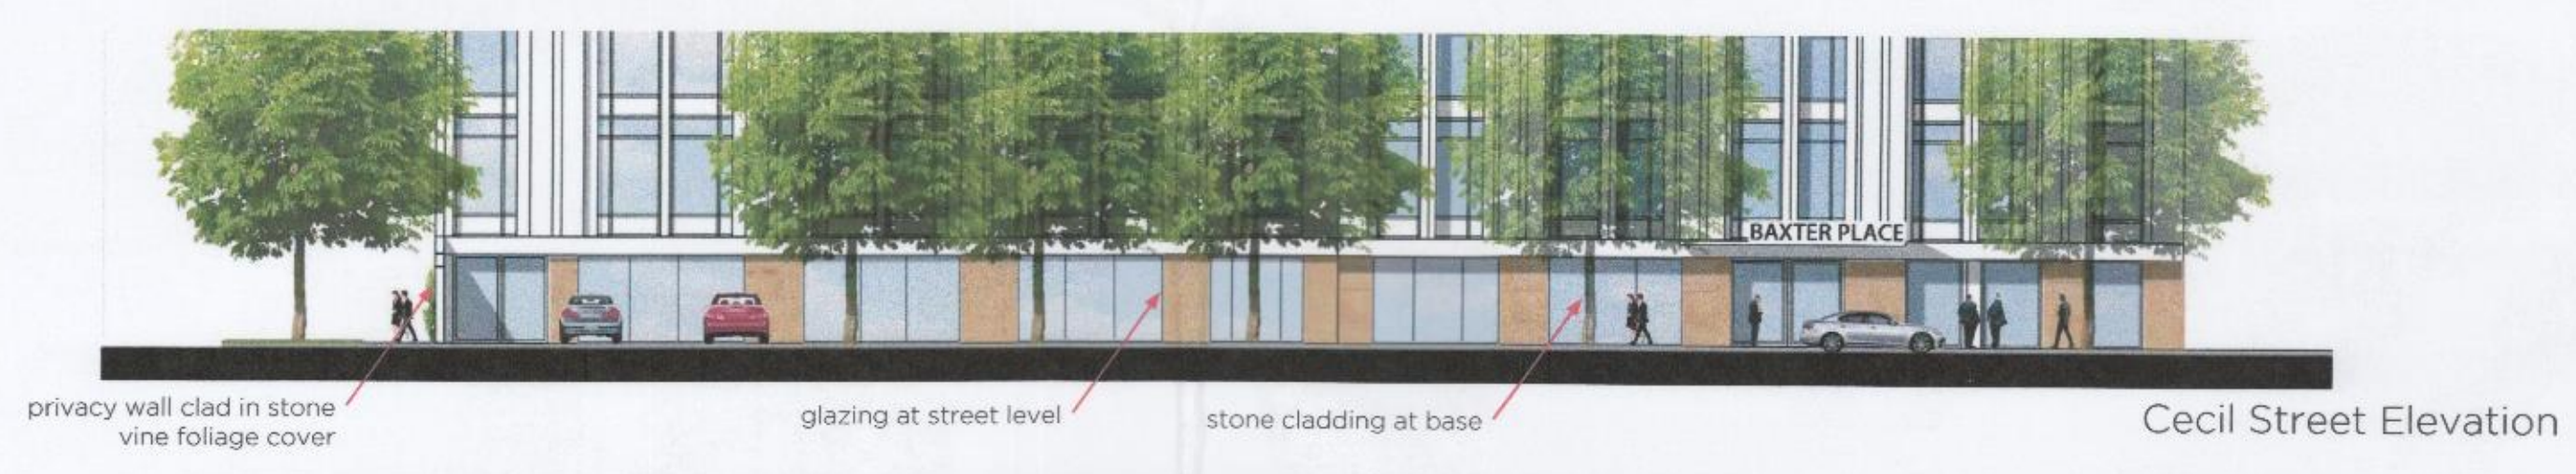 BAXTER PLACE
privacy wall clad in stone
vine foliage cover
glazing at street level
stone cladding at base
Cecil Street Elevation